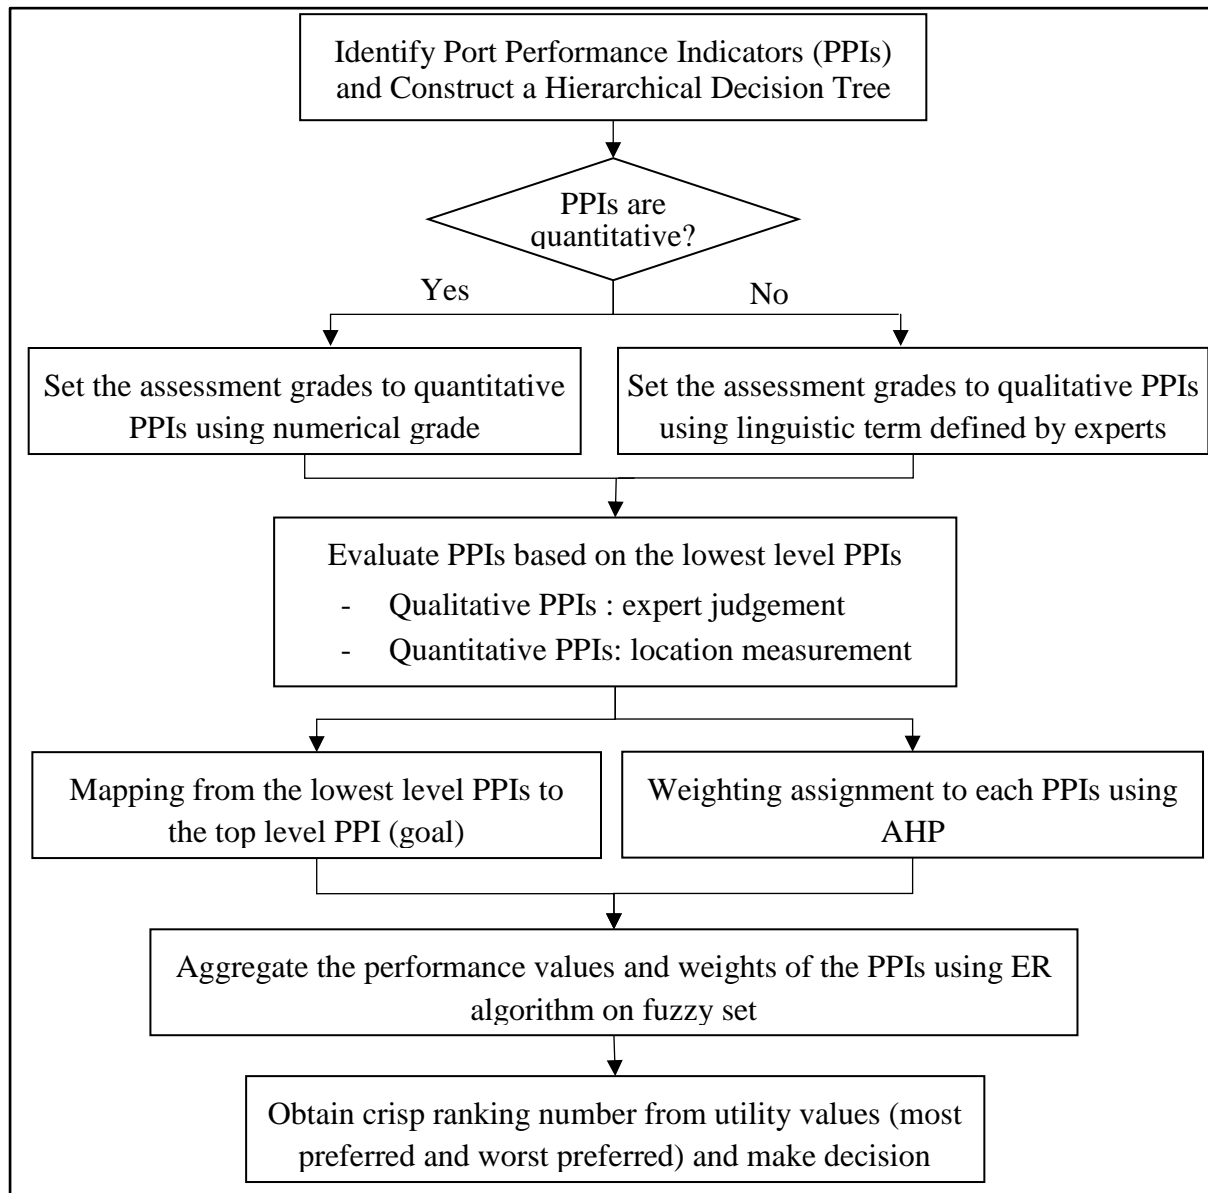 Identify Port Performance Indicators (PPIs)
and Construct a Hierarchical Decision Tree
PPIs are
quantitative?
Yes
No
Set the assessment grades to quantitative
PPIs using numerical grade
Set the assessment grades to qualitative PPIs
using linguistic term defined by experts
Evaluate PPIs based on the lowest level PPIs
- Qualitative PPIs : expert judgement
- Quantitative PPIs: location measurement
Mapping from the lowest level PPIs to
the top level PPI (goal)
Weighting assignment to each PPIs using
AHP
Aggregate the performance values and weights of the PPIs using ER
algorithm on fuzzy set
Obtain crisp ranking number from utility values (most
preferred and worst preferred) and make decision